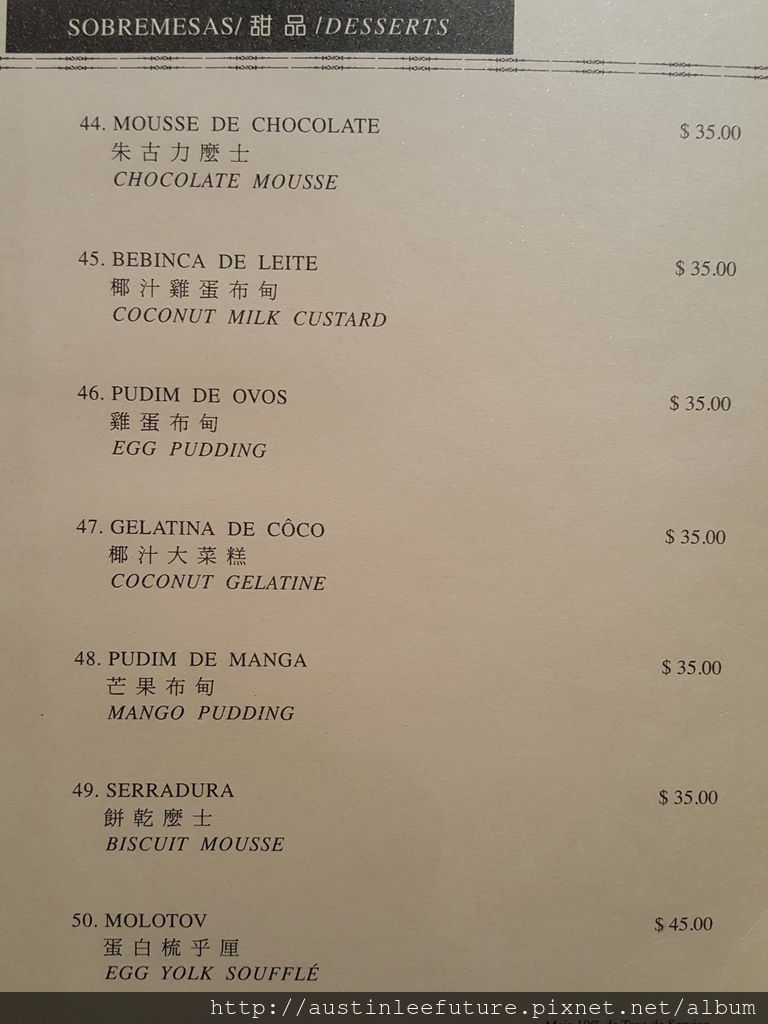 SOBREMESAS/甜品/DESSERTS
44. MOUSSE DE CHOCOLATE $ 35.00
朱古力麼士
CHOCOLATE MOUSSE
45. BEBINCA DE LEITE $ 35.00
椰汁雞蛋布甸
COCONUT MILK CUSTARD
46. PUDIM DE OVOS $ 35.00
雞蛋布甸
EGG PUDDING
47. GELATINA DE CÔCO $ 35.00
椰汁大菜糕
COCONUT GELATINE
48. PUDIM DE MANGA $ 35.00
芒果布甸
MANGO PUDDING
49. SERRADURA $ 35.00
餅乾麼士
BISCUIT MOUSSE
50. MOLOTOV $ 45.00
蛋白梳乎厘
EGG YOLK SOUFFLÉ
http://austinleefuture.pixnet.net/album